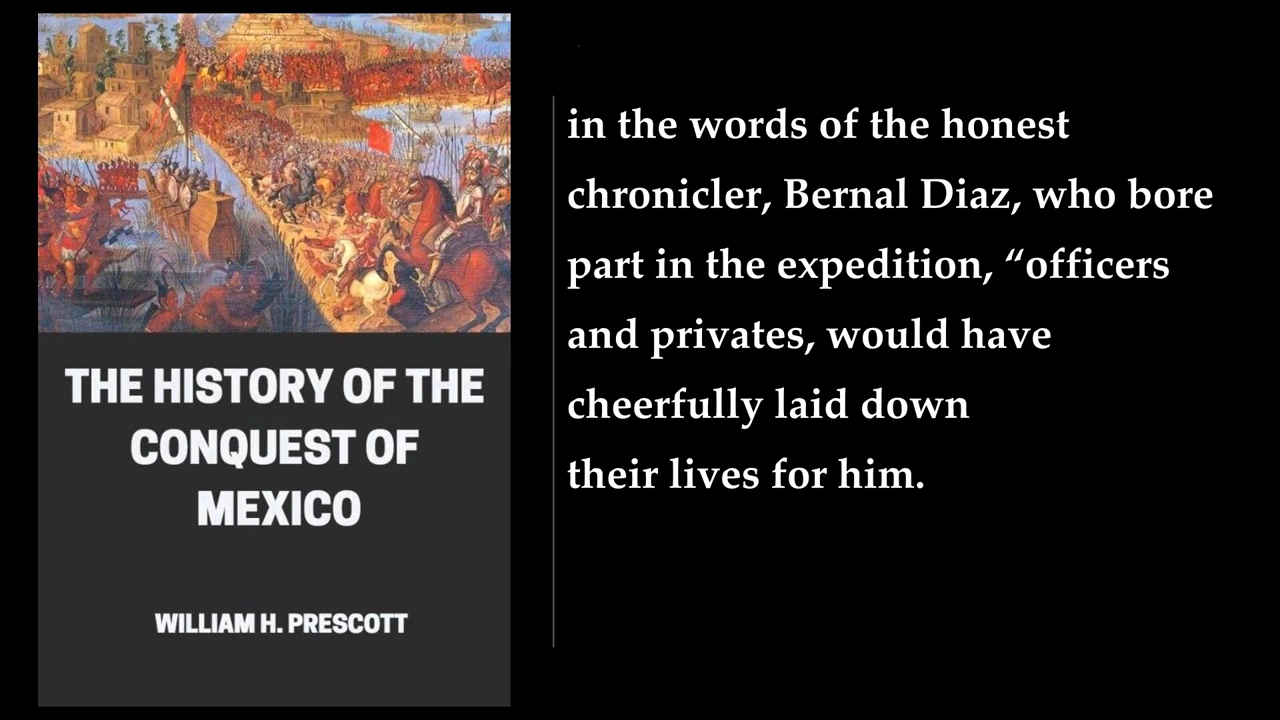 THE HISTORY OF THE
CONQUEST OF
MEXICO
WILLIAM H. PRESCOTT
in the words of the honest
chronicler, Bernal Diaz, who bore
part in the expedition, “officers
and privates, would have
cheerfully laid down
their lives for him.